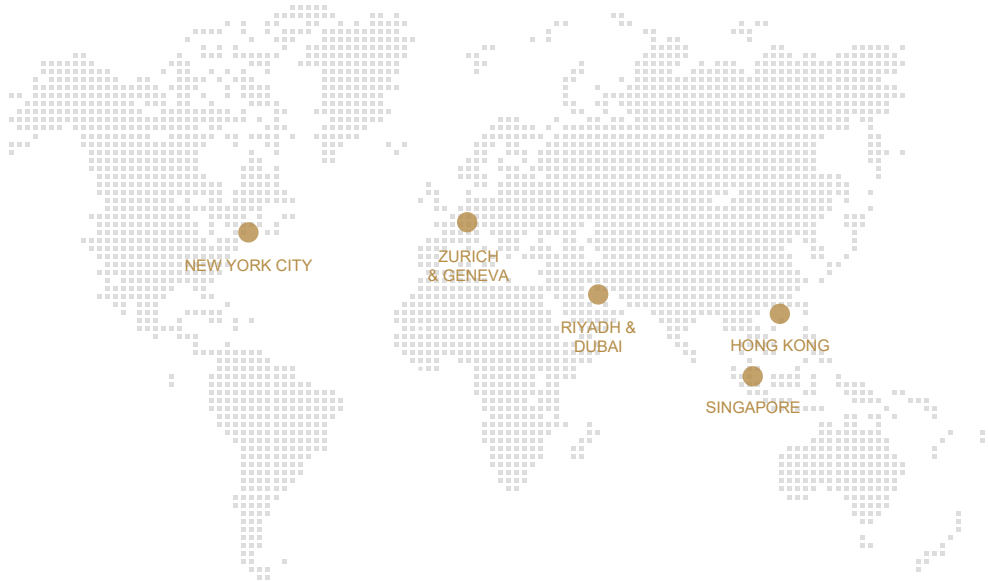 NEW YORK CITY
ZURICH
& GENEVA
RIYADH &
DUBAI
HONG KONG
SINGAPORE